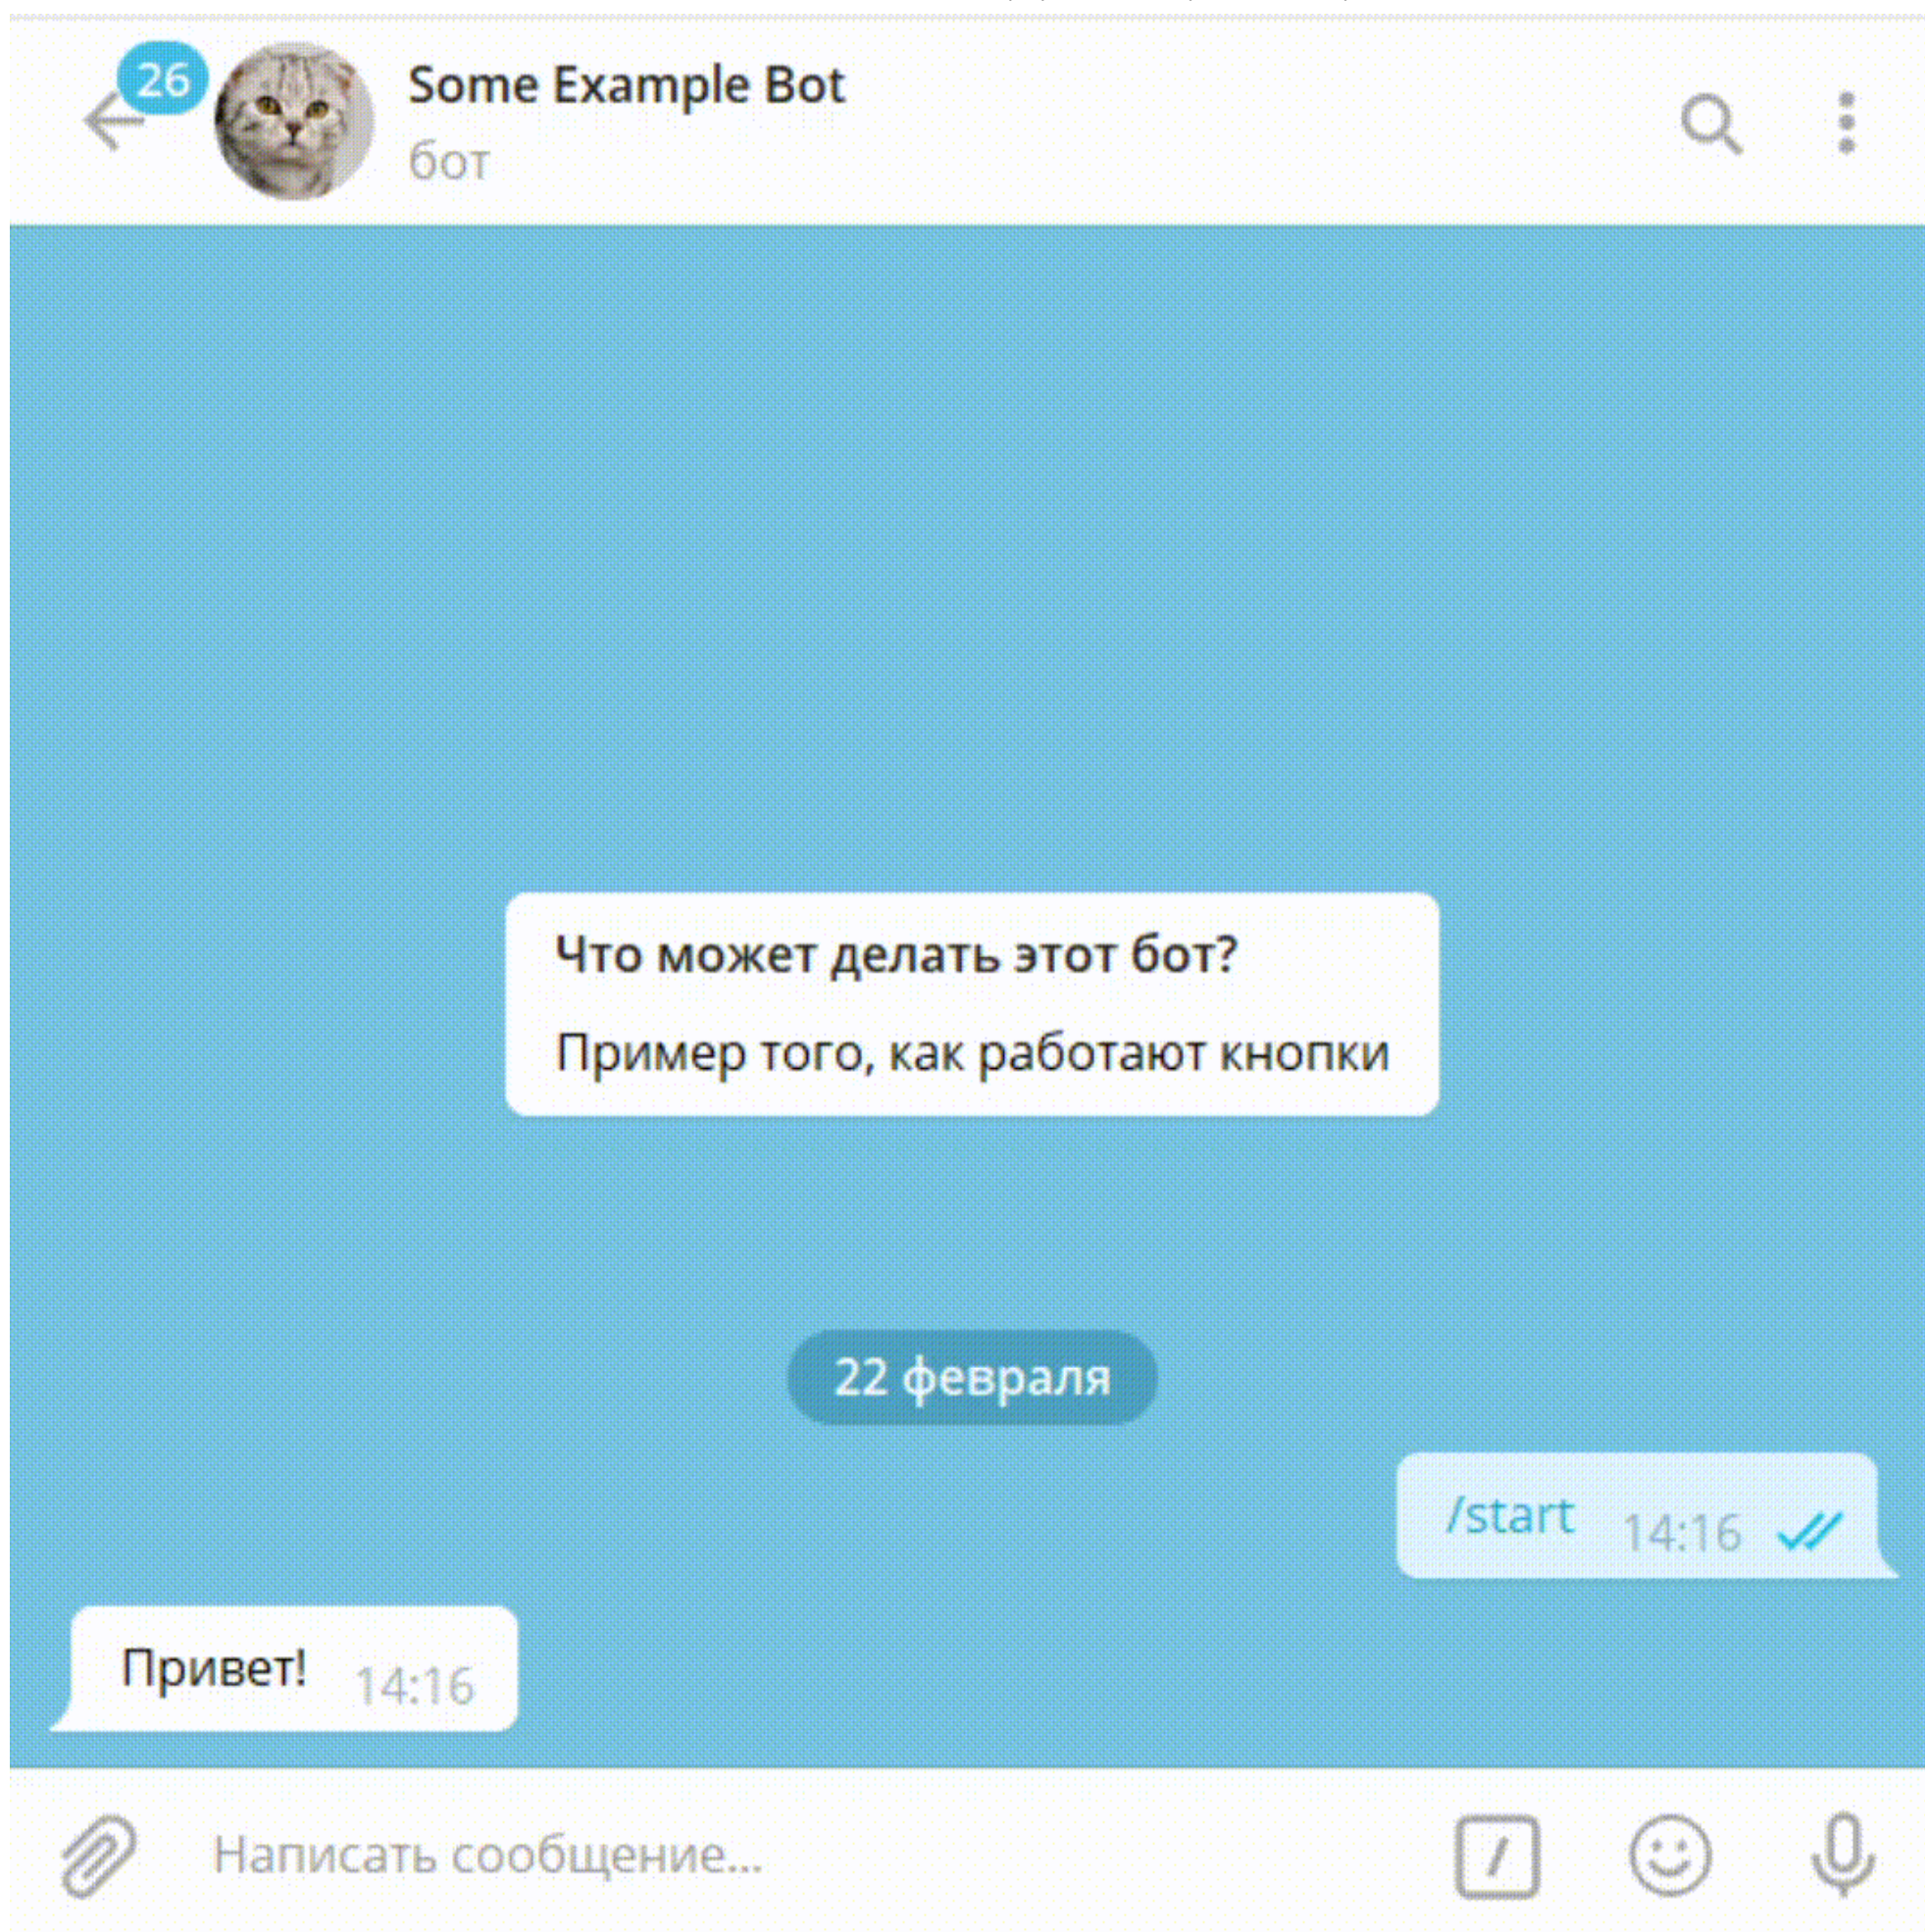 26
Some Example Bot
бот
Что может делать этот бот?
Пример того, как работают кнопки
22 февраля
/start 14:16
Привет! 14:16
Написать сообщение...